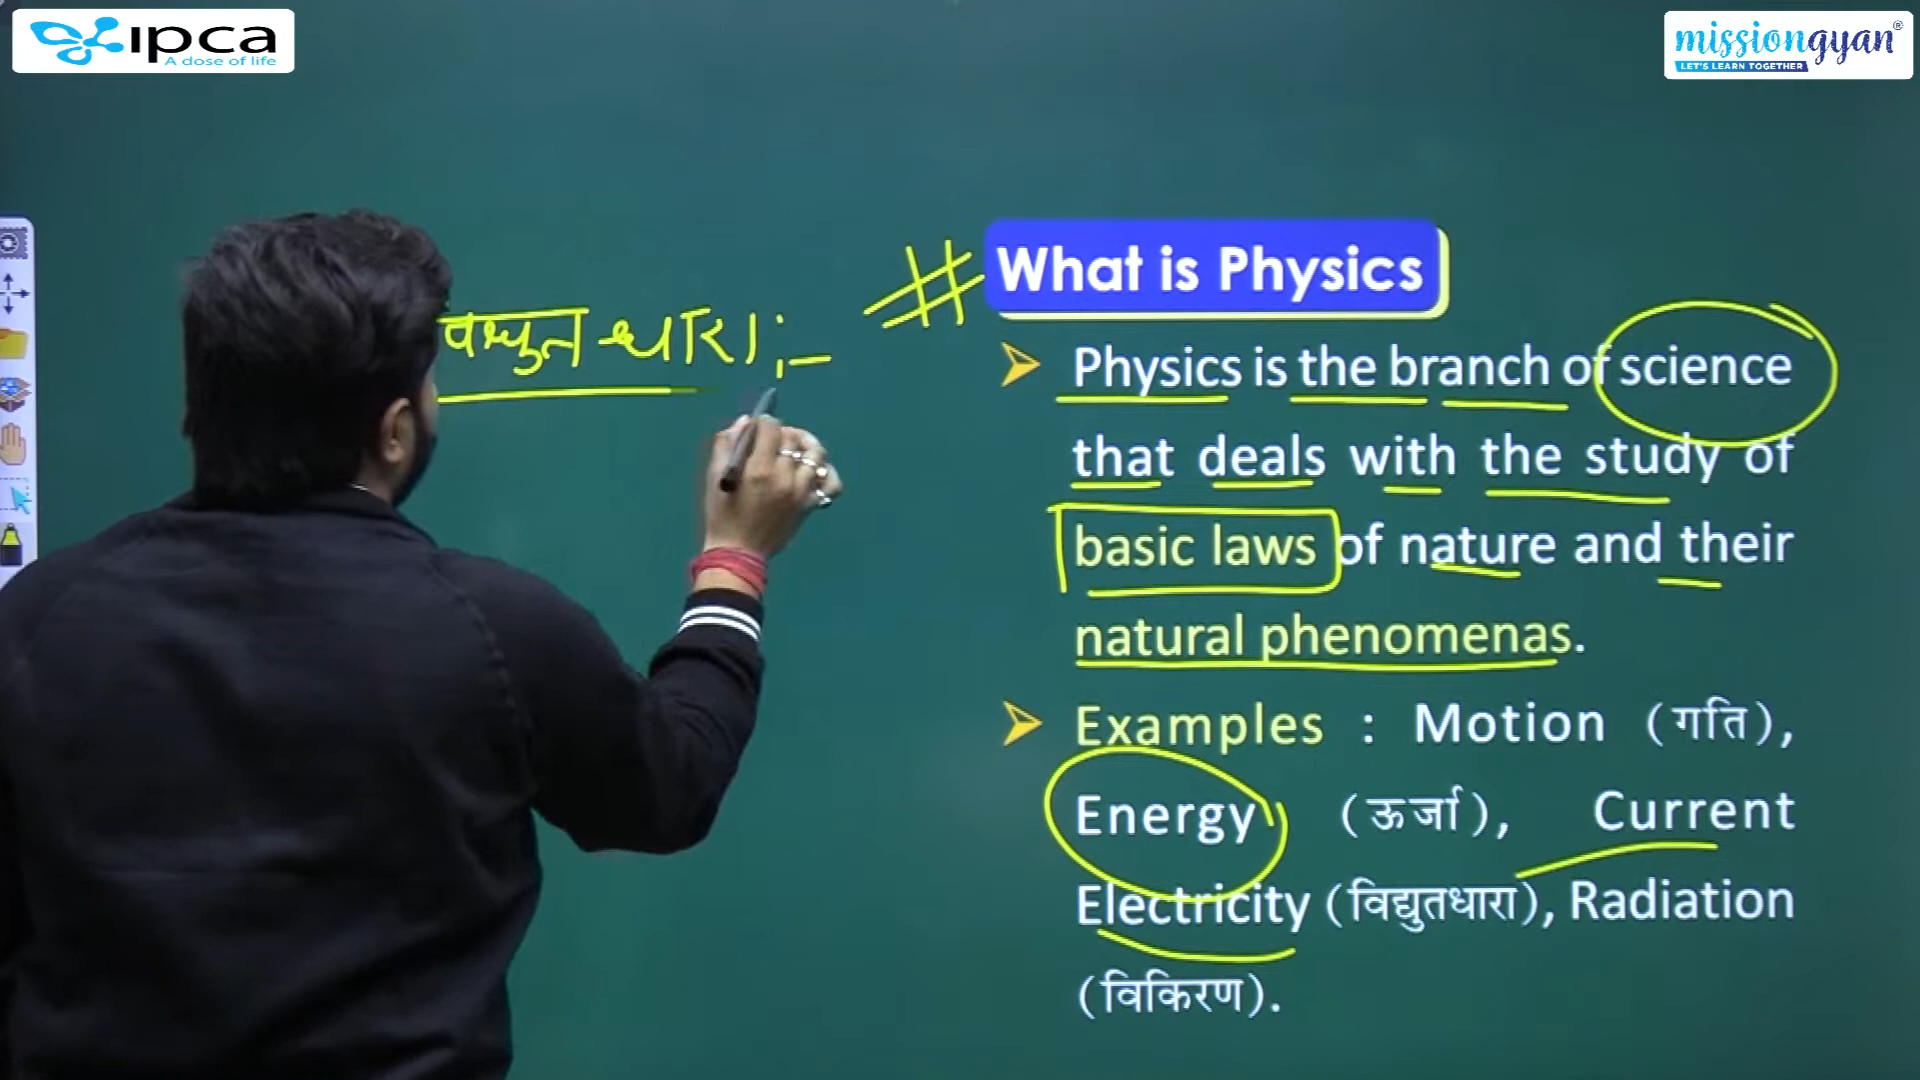 ipca
A dose of life
missiongyan®
LET'S LEARN TOGETHER
विद्युत धारा :-
# What is Physics
Physics is the branch of science
that deals with the study of
basic laws of nature and their
natural phenomenas.
Examples : Motion (गति),
Energy (ऊर्जा), Current
Electricity (विद्युतधारा), Radiation
(विकिरण).